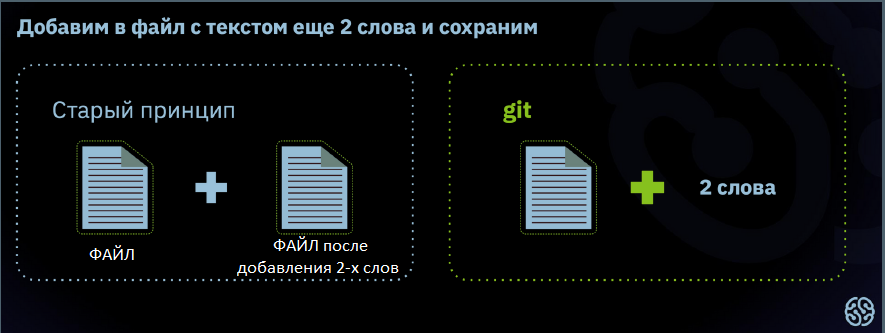 Добавим в файл с текстом еще 2 слова и сохраним
Старый принцип
ФАЙЛ
ФАЙЛ после
добавления 2-х слов
git
2 слова